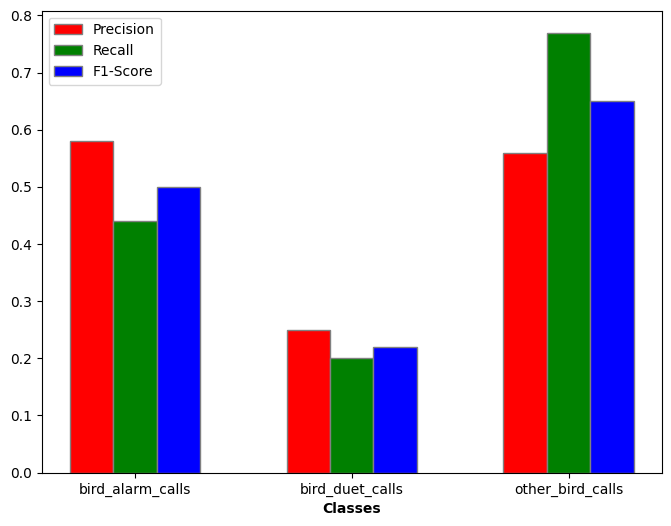 Precision
Recall
F1-Score
0.8
0.7
0.6
0.5
0.4
0.3
0.2
0.1
0.0
bird_alarm_calls
bird_duet_calls
other_bird_calls
Classes